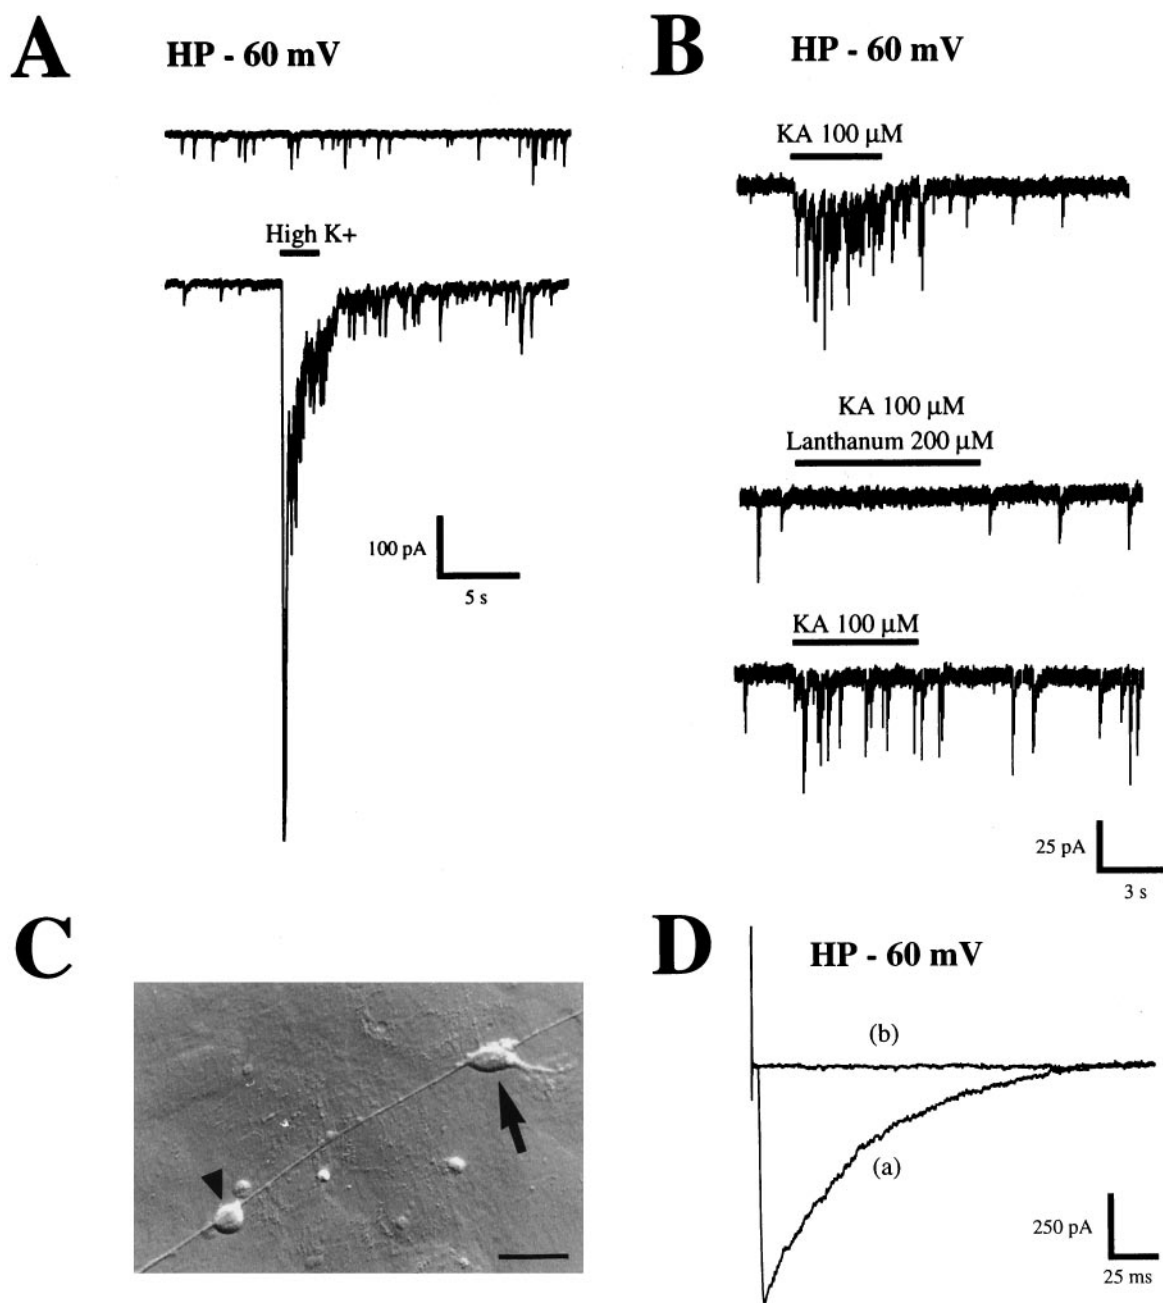 A
HP - 60 mV
High K+
100 pA
5 s
B
HP - 60 mV
KA 100 μM
KA 100 μM
Lanthanum 200 μM
KA 100 μM
25 pA
3 s
C
D
HP - 60 mV
(b)
(a)
250 pA
25 ms